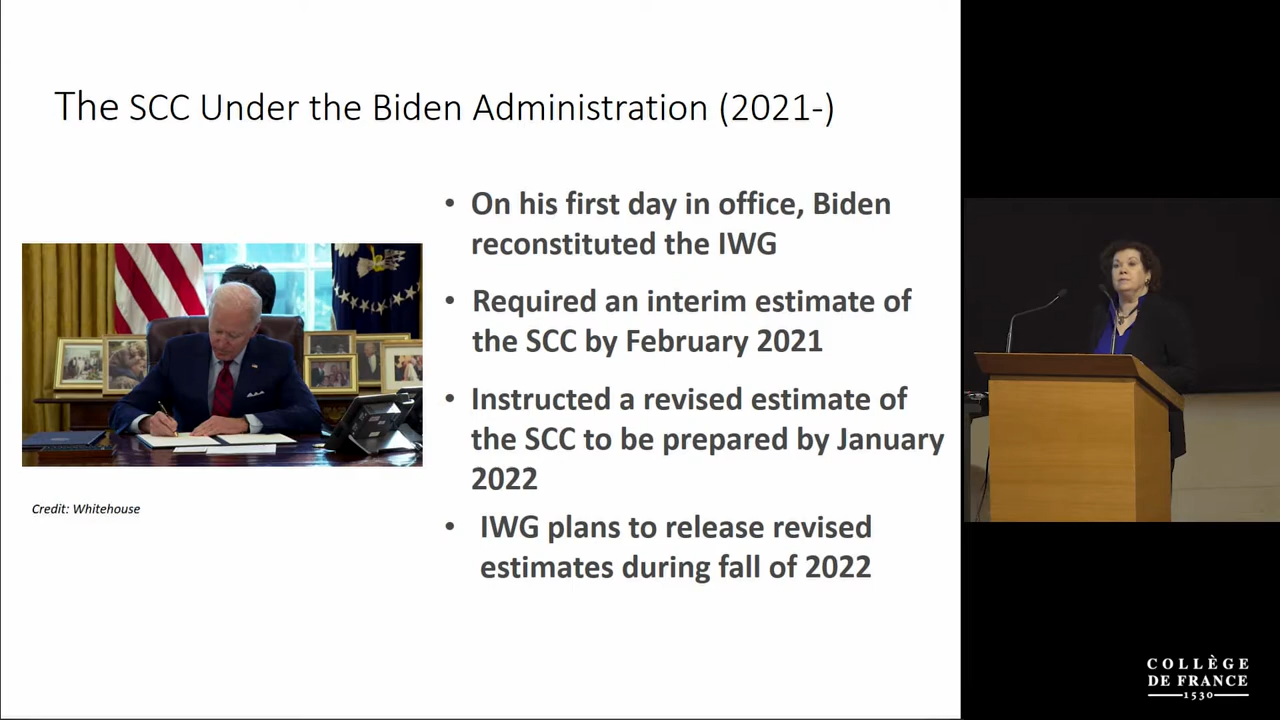 The SCC Under the Biden Administration (2021-)
• On his first day in office, Biden
reconstituted the IWG
• Required an interim estimate of
the SCC by February 2021
• Instructed a revised estimate of
the SCC to be prepared by January
2022
• IWG plans to release revised
estimates during fall of 2022
Credit: Whitehouse
COLLÈGE
DE FRANCE
1530